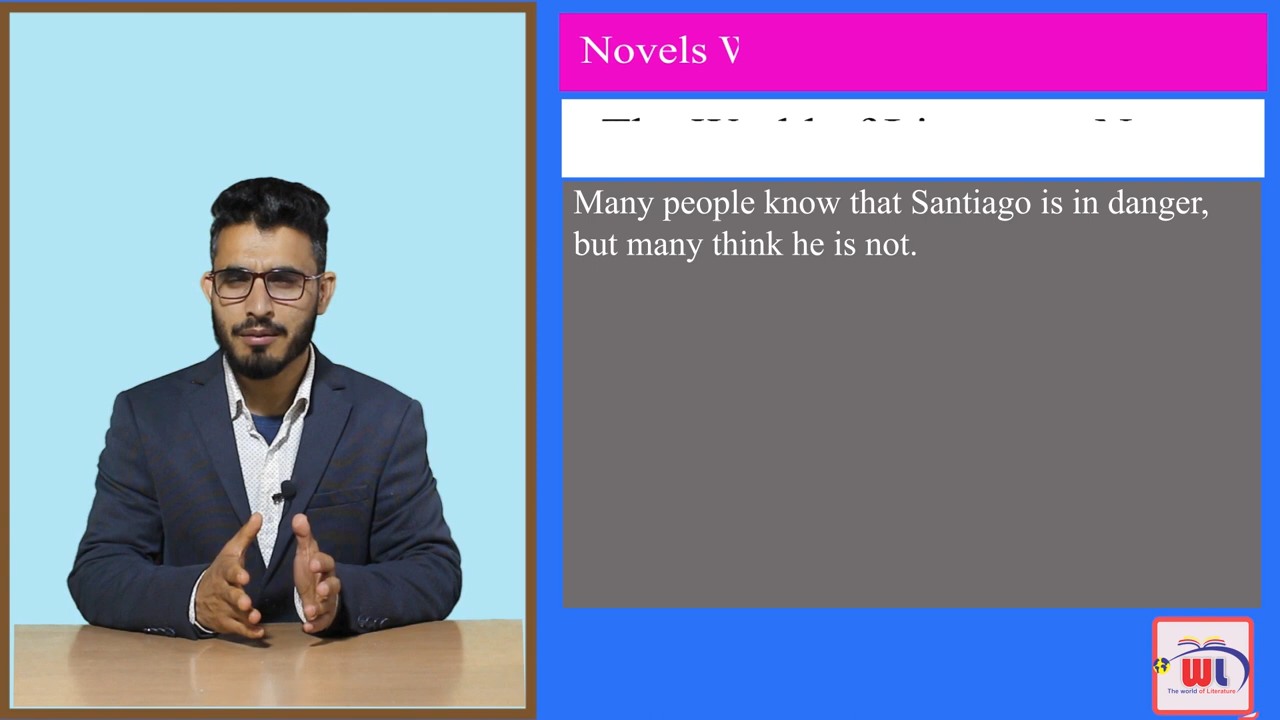 Novels
Many people know that Santiago is in danger,
but many think he is not.
WL
The world of Literature